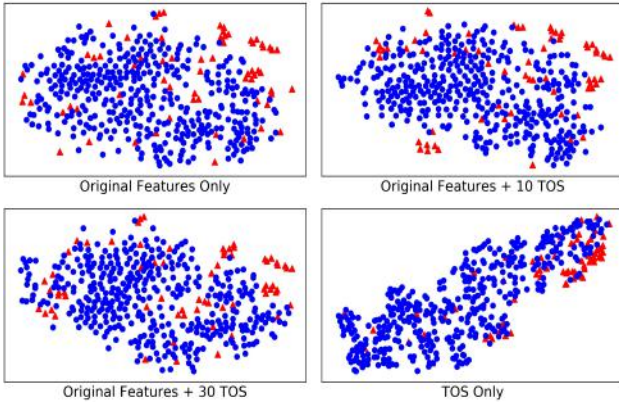 Original Features Only
Original Features + 10 TOS
Original Features + 30 TOS
TOS Only